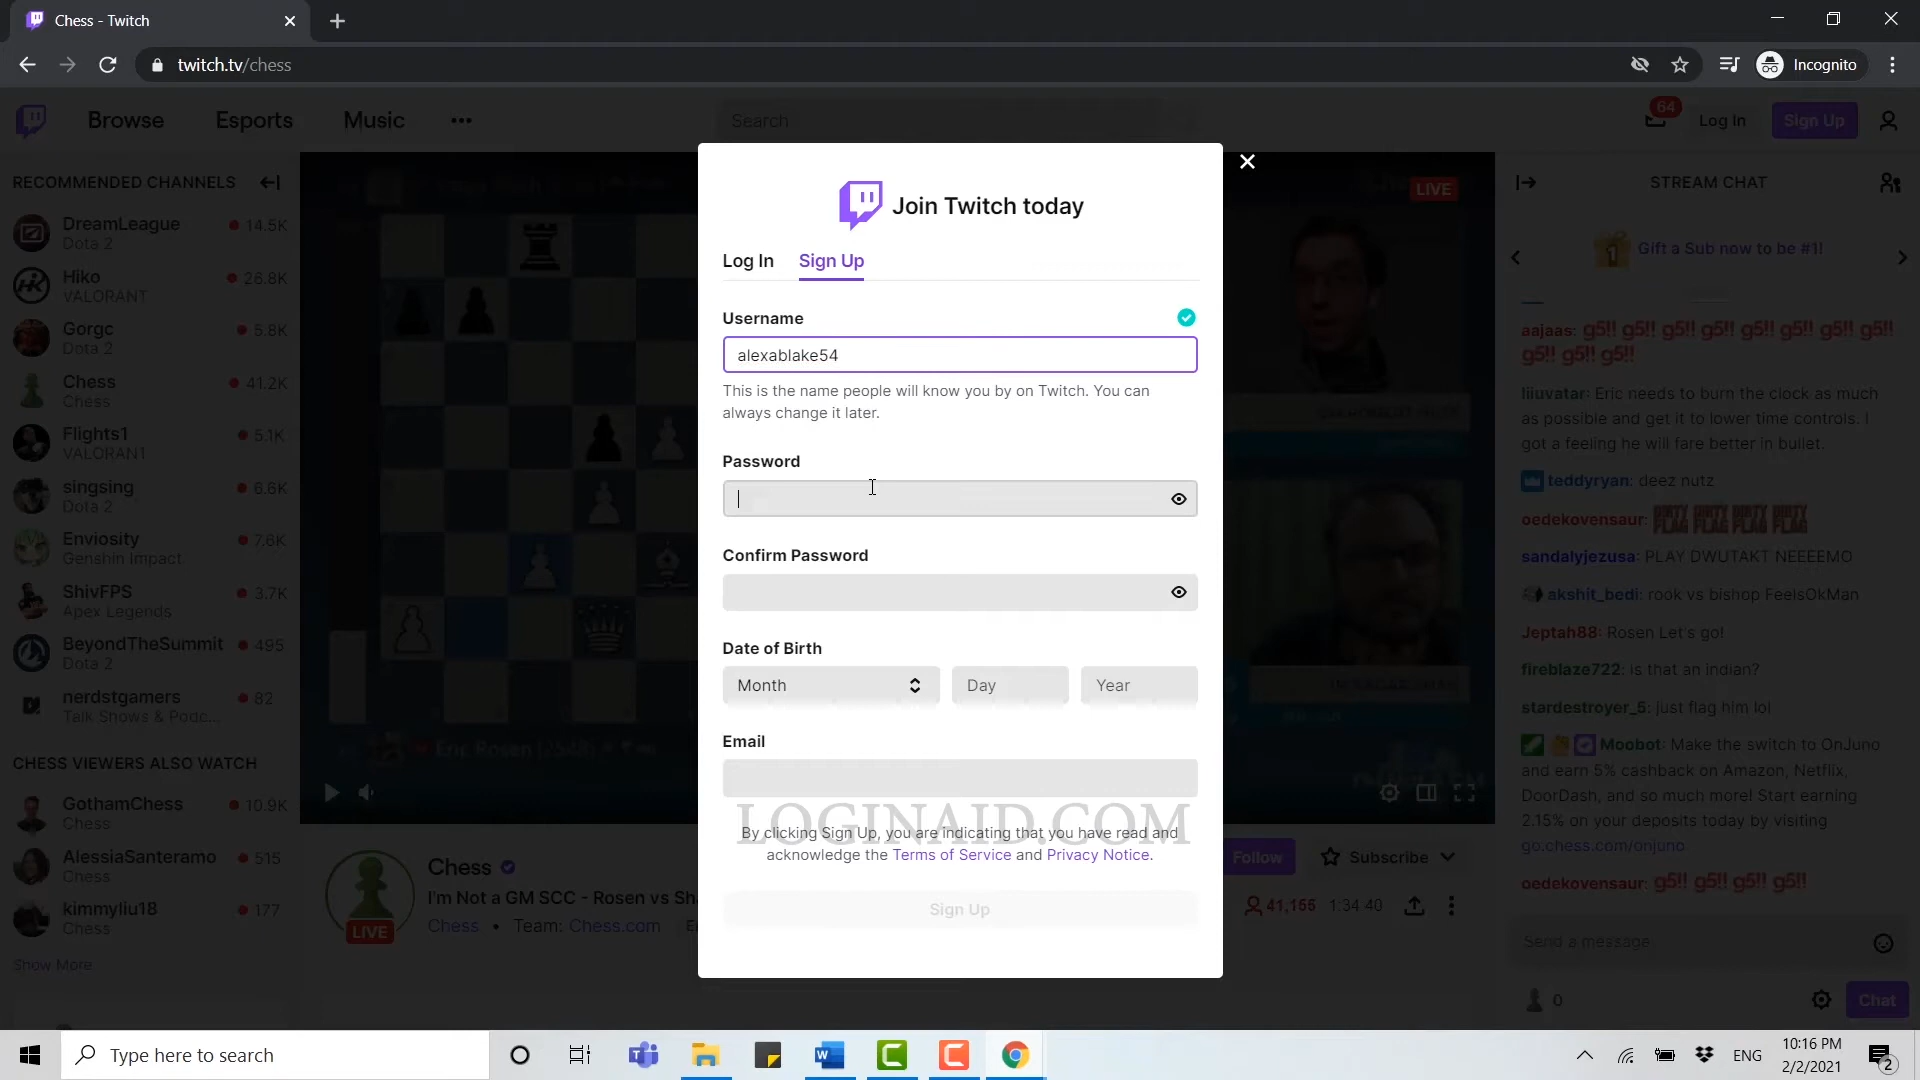 Chess - Twitch
twitch.tv/chess
Incognito
Browse
Esports
Music
Search
64
Log In
Sign Up
RECOMMENDED CHANNELS
DreamLeague
14.5K
Dota 2
Hiko
26.8K
VALORANT
Gorgc
5.8K
Dota 2
Chess
41.2K
Chess
Flights1
5.1K
VALORANT
singsing
6.6K
Dota 2
Enviosity
7.6K
Genshin Impact
ShivFPS
3.7K
Apex Legends
BeyondTheSummit
495
Dota 2
nerdstgamers
82
Talk Shows & Podc...
CHESS VIEWERS ALSO WATCH
GothamChess
10.9K
Chess
AlessiaSanteramo
515
Chess
kimmyliu18
177
Chess
Show More
LIVE
Eric Rosen
Chess
LIVE
I'm Not a GM SCC - Rosen vs Sha
Chess • Team: Chess.com
Follow
Subscribe
41,155
1:34:40
Join Twitch today
Log In
Sign Up
Username
alexablake54
This is the name people will know you by on Twitch. You can
always change it later.
Password
Confirm Password
Date of Birth
Month
Day
Year
Email
LOGINAID.COM
By clicking Sign Up, you are indicating that you have read and
acknowledge the Terms of Service and Privacy Notice.
Sign Up
STREAM CHAT
1
Gift a Sub now to be #1!
aajaas: g5!! g5!! g5!! g5!! g5!! g5!! g5!! g5!!
g5!! g5!! g5!!
Eric needs to burn the clock as much
as possible and get it to lower time controls. I
got a feeling he will fare better in bullet.
teddyryan: deez nutz
oedekovensaur: DIRTY FLAG DIRTY FLAG DIRTY FLAG DIRTY FLAG
sandalyjezusa: PLAY DWUTAKT NEEEEMO
akshit_bedi: rook vs bishop FeelsOkMan
Jeptah88: Rosen Let's go!
fireblaze722: is that an indian?
stardestroyer_5: just flag him lol
Moobot: Make the switch to OnJuno
and earn 5% cashback on Amazon, Netflix,
DoorDash, and so much more! Start earning
2.15% on your deposits today by visiting
go.chess.com/onjuno
oedekovensaur: g5!! g5!! g5!! g5!!
Send a message
0
Chat
Type here to search
ENG
10:16 PM
2/2/2021
2